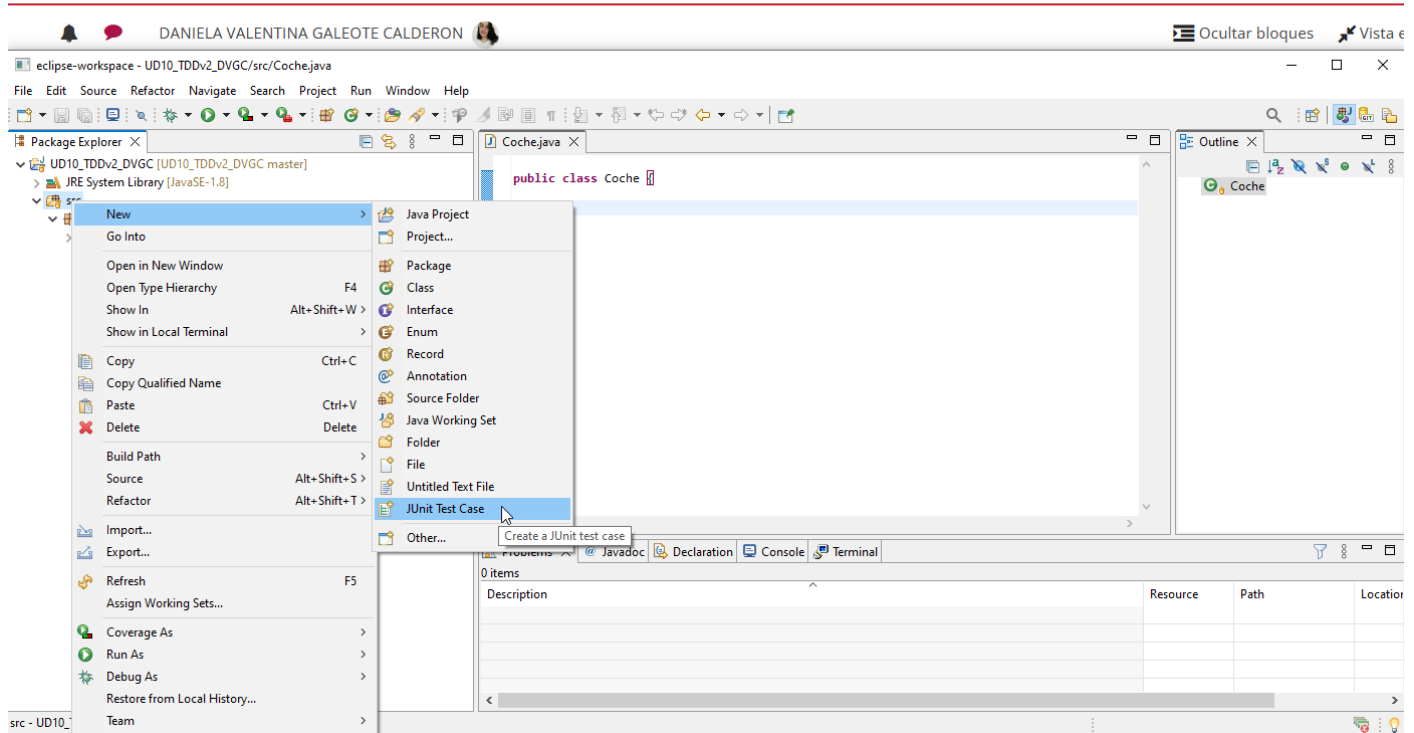 DANIELA VALENTINA GALEOTE CALDERON
Ocultar bloques
Vista e
eclipse-workspace - UD10_TDDv2_DVGC/src/Coche.java
File Edit Source Refactor Navigate Search Project Run Window Help
Package Explorer
UD10_TDDv2_DVGC [UD10_TDDv2_DVGC master]
JRE System Library [JavaSE-1.8]
src
New
Go Into
Open in New Window
Open Type Hierarchy F4
Show In Alt+Shift+W >
Show in Local Terminal >
Copy Ctrl+C
Copy Qualified Name
Paste Ctrl+V
Delete Delete
Build Path >
Source Alt+Shift+S >
Refactor Alt+Shift+T >
Import...
Export...
Refresh F5
Assign Working Sets...
Coverage As >
Run As >
Debug As >
Restore from Local History...
Team >
Java Project
Project...
Package
Class
Interface
Enum
Record
Annotation
Source Folder
Java Working Set
Folder
File
Untitled Text File
JUnit Test Case
Other...
Create a JUnit test case
Coche.java
public class Coche {
Outline
Coche
Problems @ Javadoc Declaration Console Terminal
0 items
Description Resource Path Location
src - UD10_